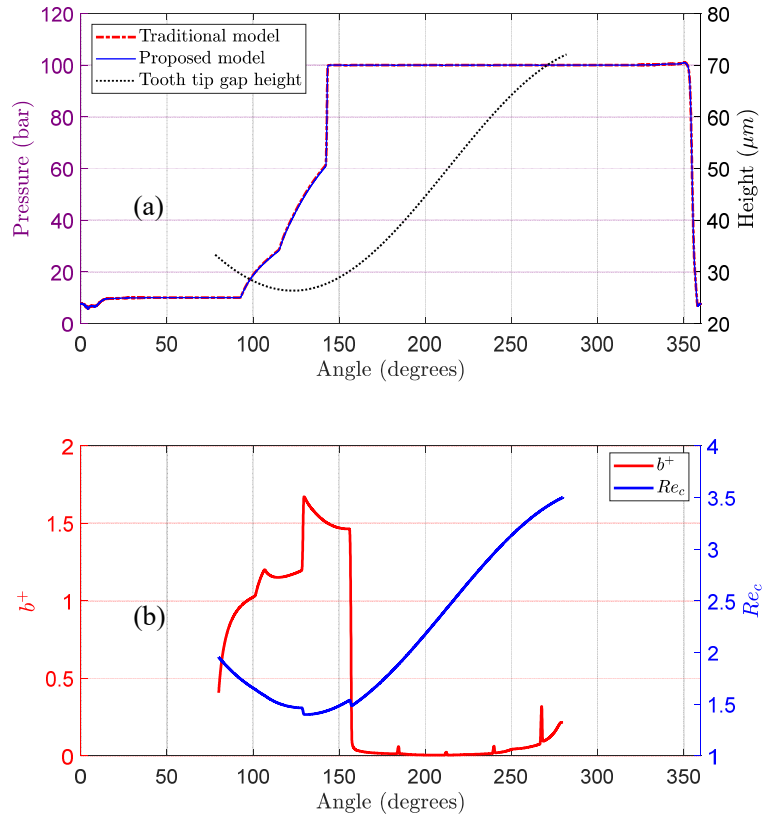 120
100
80
60
40
20
0
Pressure (bar)
Traditional model
Proposed model
Tooth tip gap height
(a)
80
70
60
50
40
30
20
Height (μm)
0 50 100 150 200 250 300 350
Angle (degrees)
2
1.5
1
0.5
0
b+
b+
Re_c
(b)
4
3.5
3
2.5
2
1.5
1
Re_c
0 50 100 150 200 250 300 360
Angle (degrees)